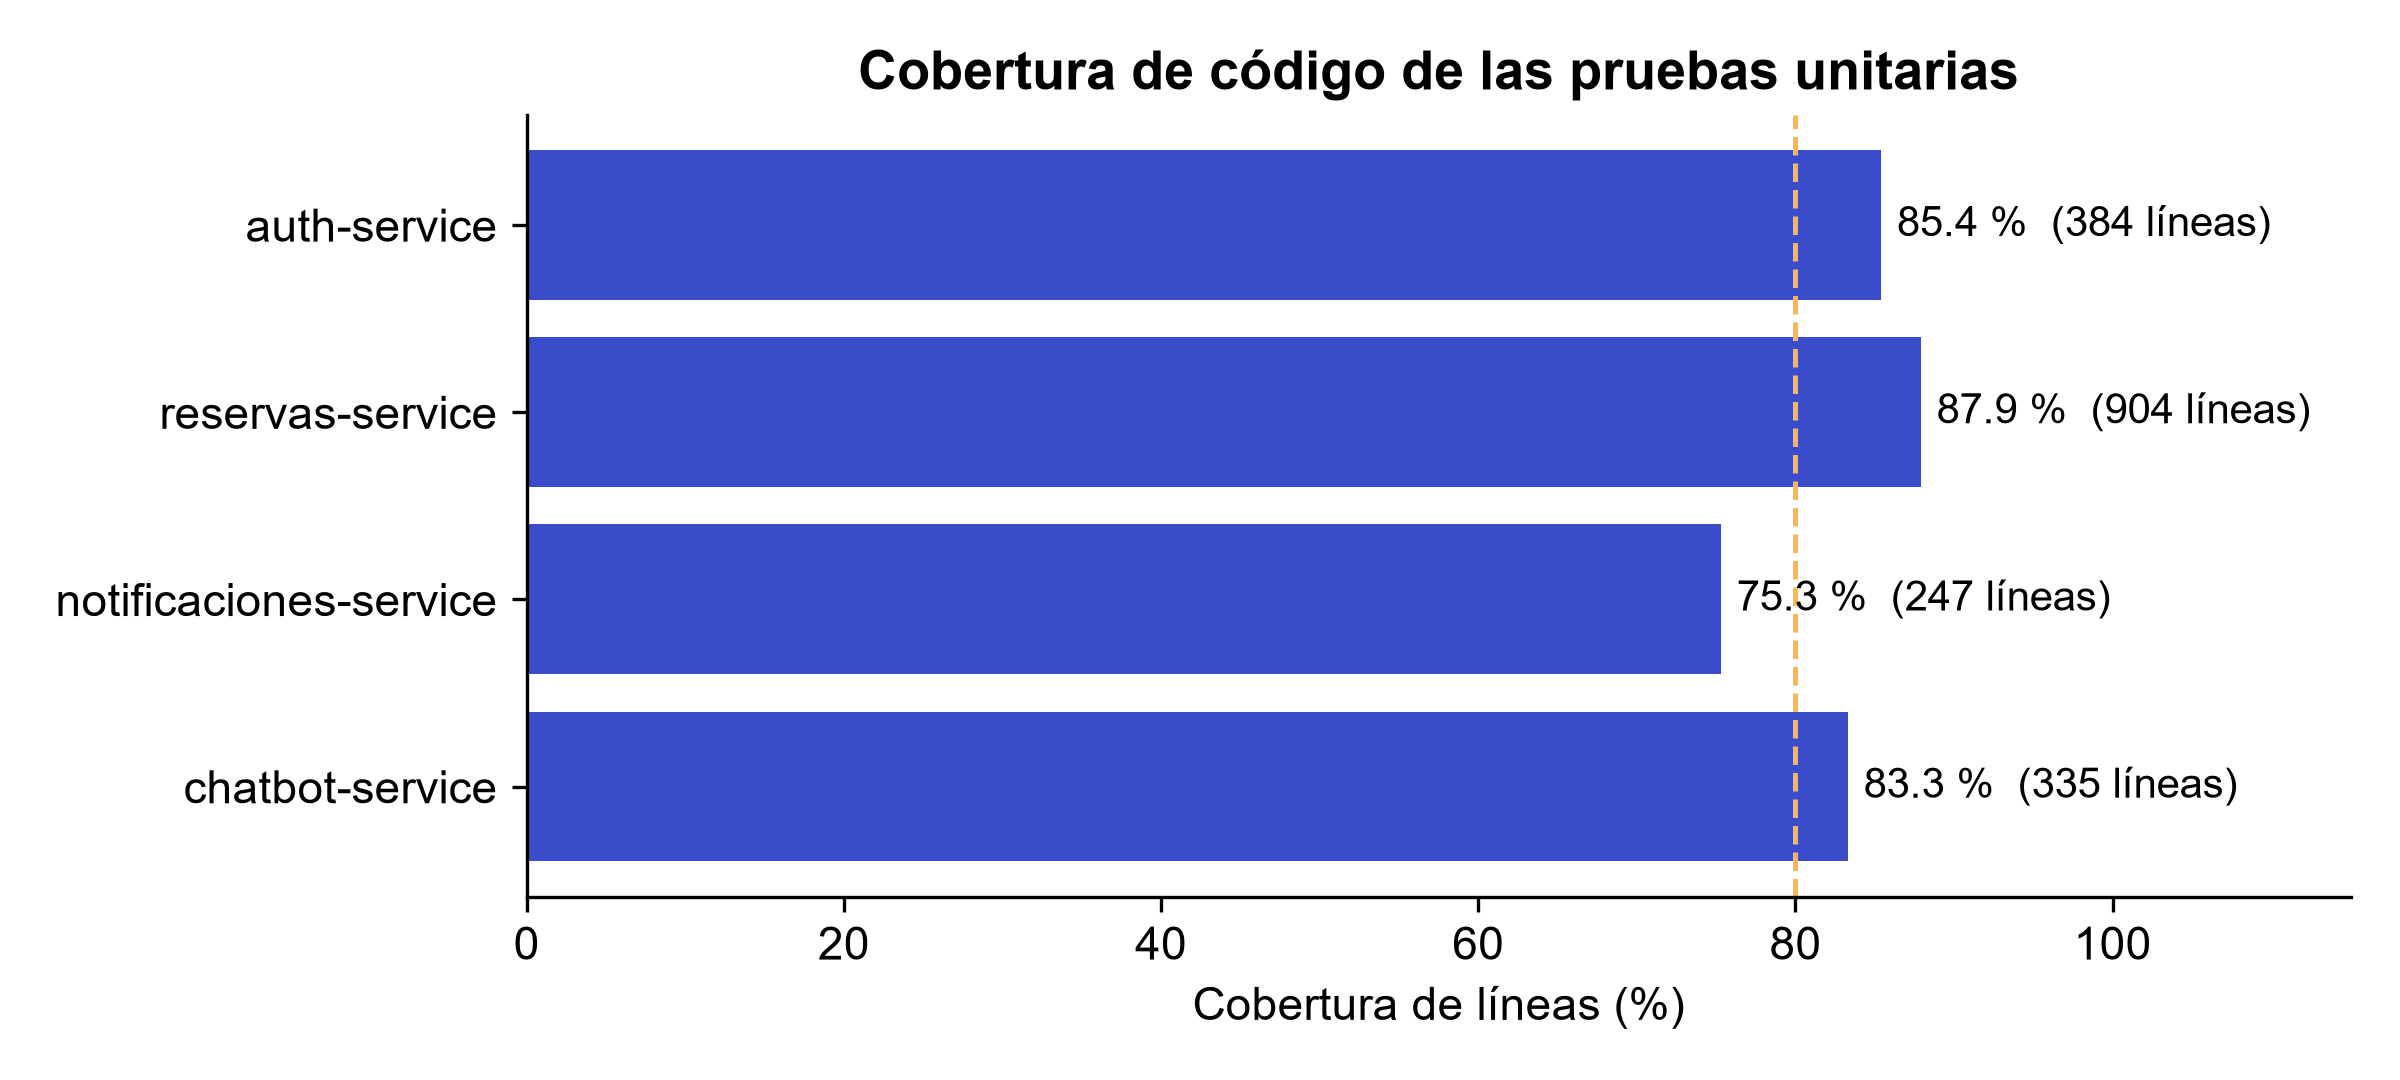 Cobertura de código de las pruebas unitarias
auth-service
85.4 % (384 líneas)
reservas-service
87.9 % (904 líneas)
notificaciones-service
75.3 % (247 líneas)
chatbot-service
83.3 % (335 líneas)
0 20 40 60 80 100
Cobertura de líneas (%)